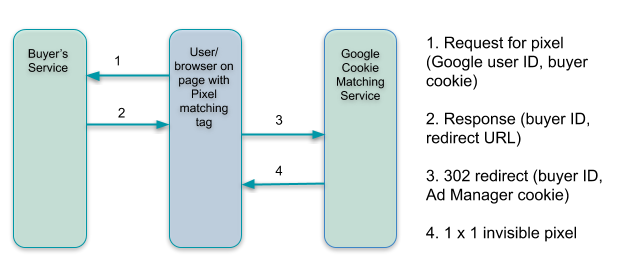 Buyer's
Service
1
2
User/
browser on
page with
Pixel
matching
tag
3
4
Google
Cookie
Matching
Service
1. Request for pixel
(Google user ID, buyer
cookie)
2. Response (buyer ID,
redirect URL)
3. 302 redirect (buyer ID,
Ad Manager cookie)
4. 1 x 1 invisible pixel